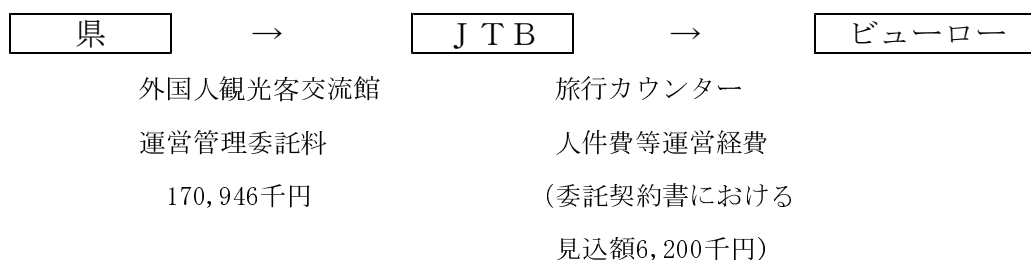 県 → JTB → ビューロー
外国人観光客交流館 旅行カウンター
運営管理委託料 人件費等運営経費
170,946千円 (委託契約書における
見込額6,200千円)